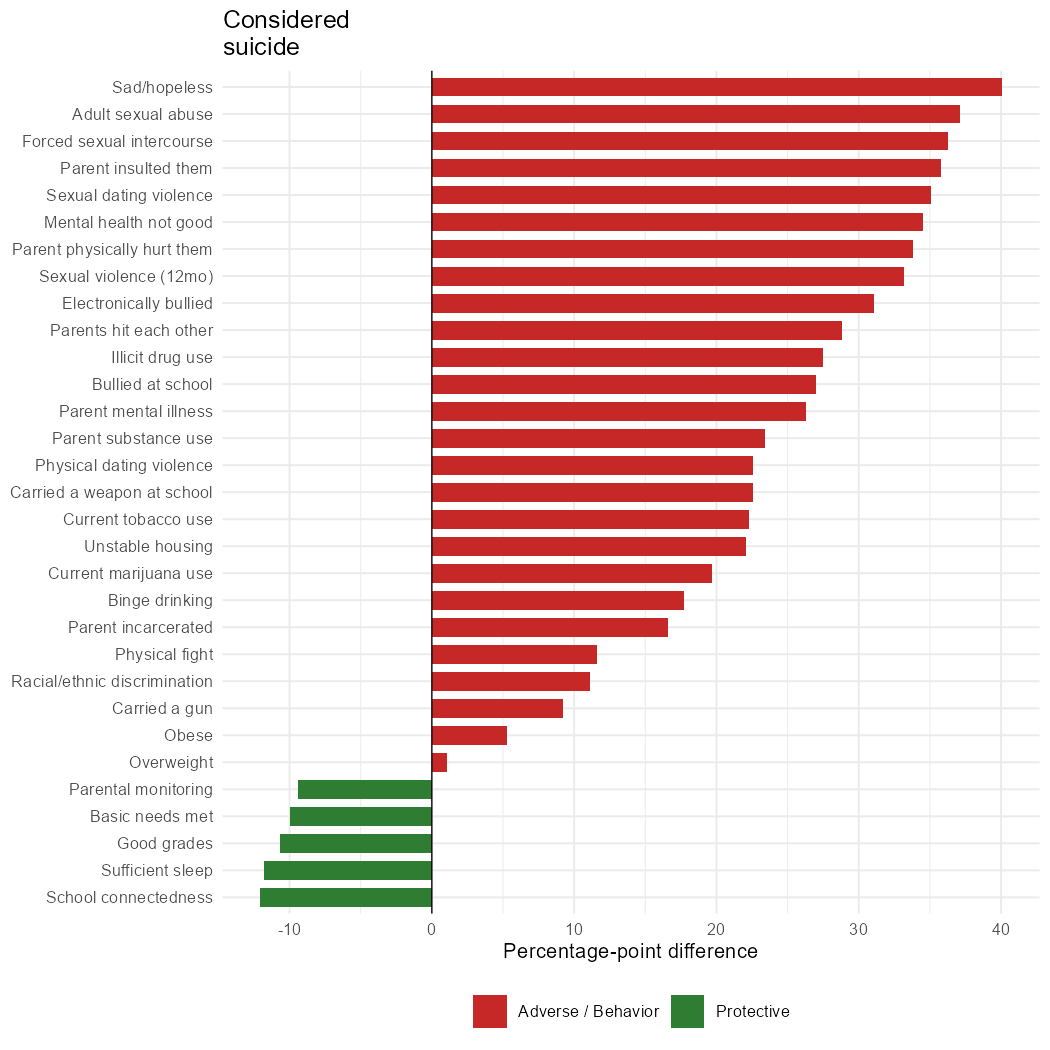 Considered
suicide
Sad/hopeless
Adult sexual abuse
Forced sexual intercourse
Parent insulted them
Sexual dating violence
Mental health not good
Parent physically hurt them
Sexual violence (12mo)
Electronically bullied
Parents hit each other
Illicit drug use
Bullied at school
Parent mental illness
Parent substance use
Physical dating violence
Carried a weapon at school
Current tobacco use
Unstable housing
Current marijuana use
Binge drinking
Parent incarcerated
Physical fight
Racial/ethnic discrimination
Carried a gun
Obese
Overweight
Parental monitoring
Basic needs met
Good grades
Sufficient sleep
School connectedness
-10 0 10 20 30 40
Percentage-point difference
Adverse / Behavior Protective